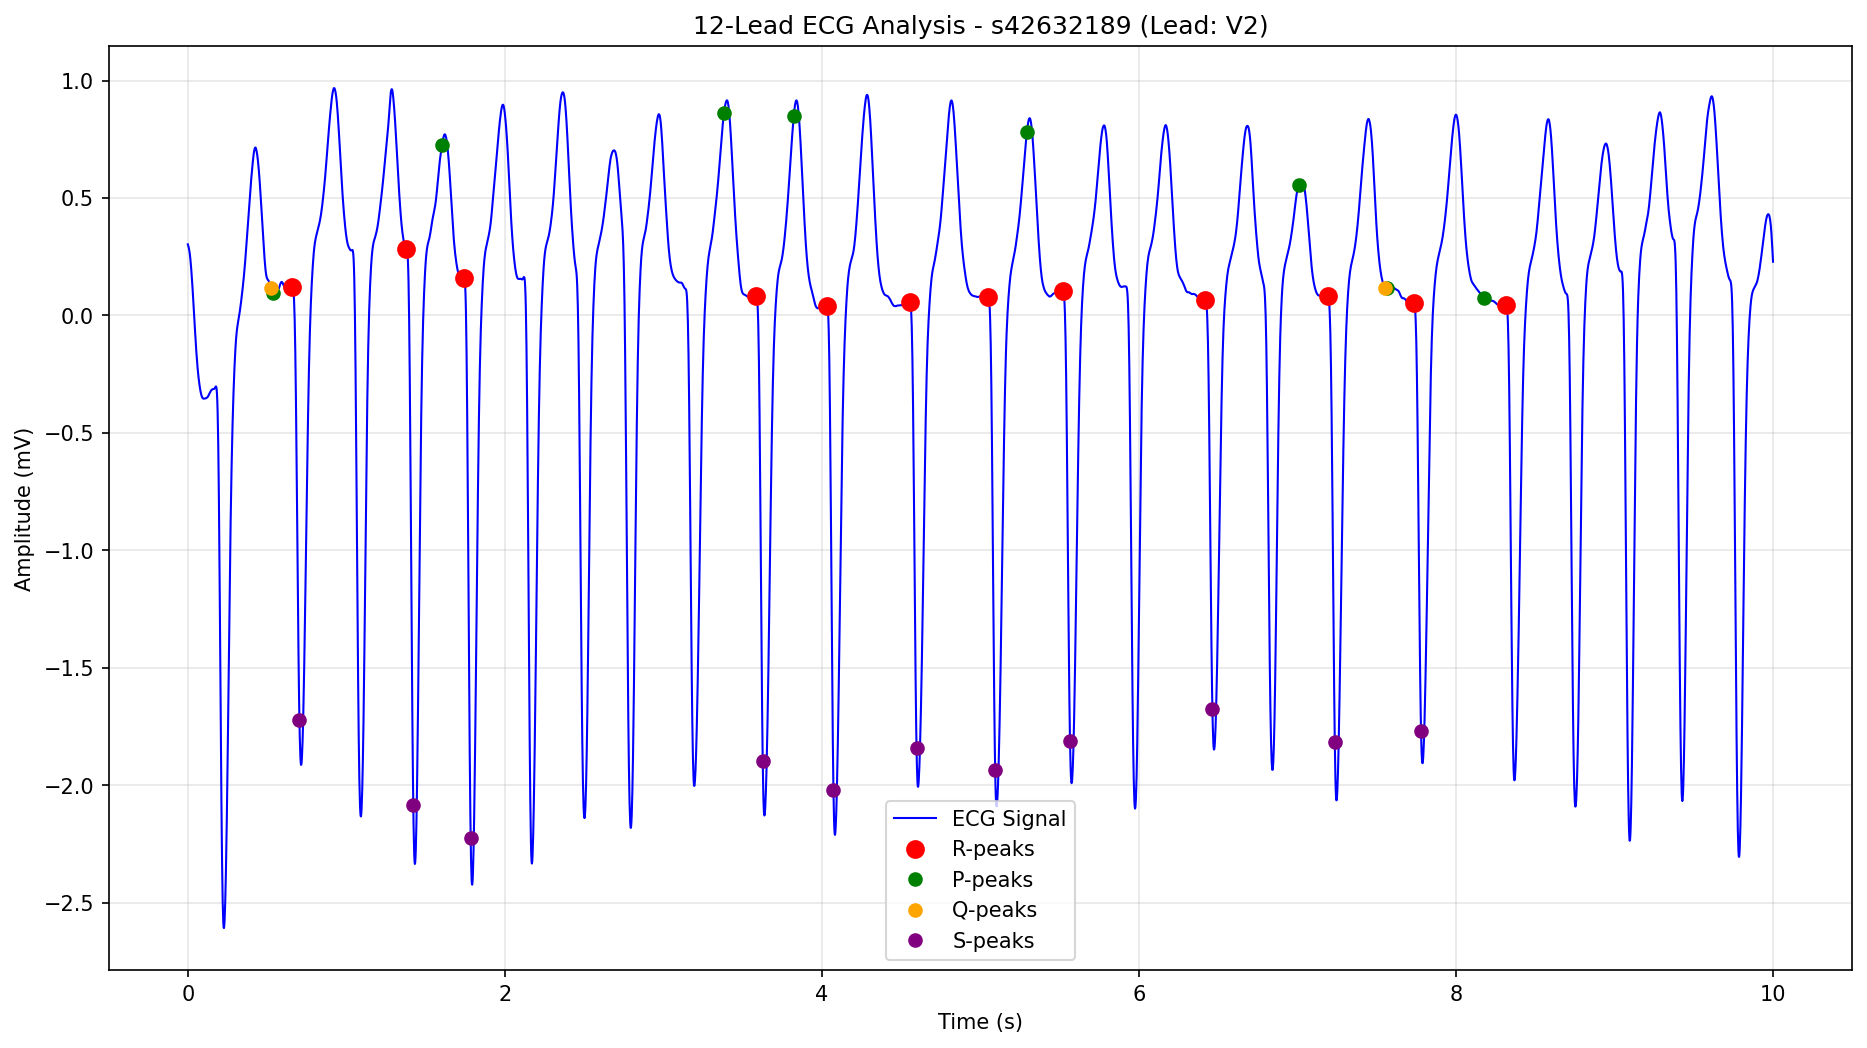 12-Lead ECG Analysis - s42632189 (Lead: V2)
1.0
0.5
0.0
−0.5
−1.0
−1.5
−2.0
−2.5
Amplitude (mV)
ECG Signal
R-peaks
P-peaks
Q-peaks
S-peaks
0 2 4 6 8 10
Time (s)